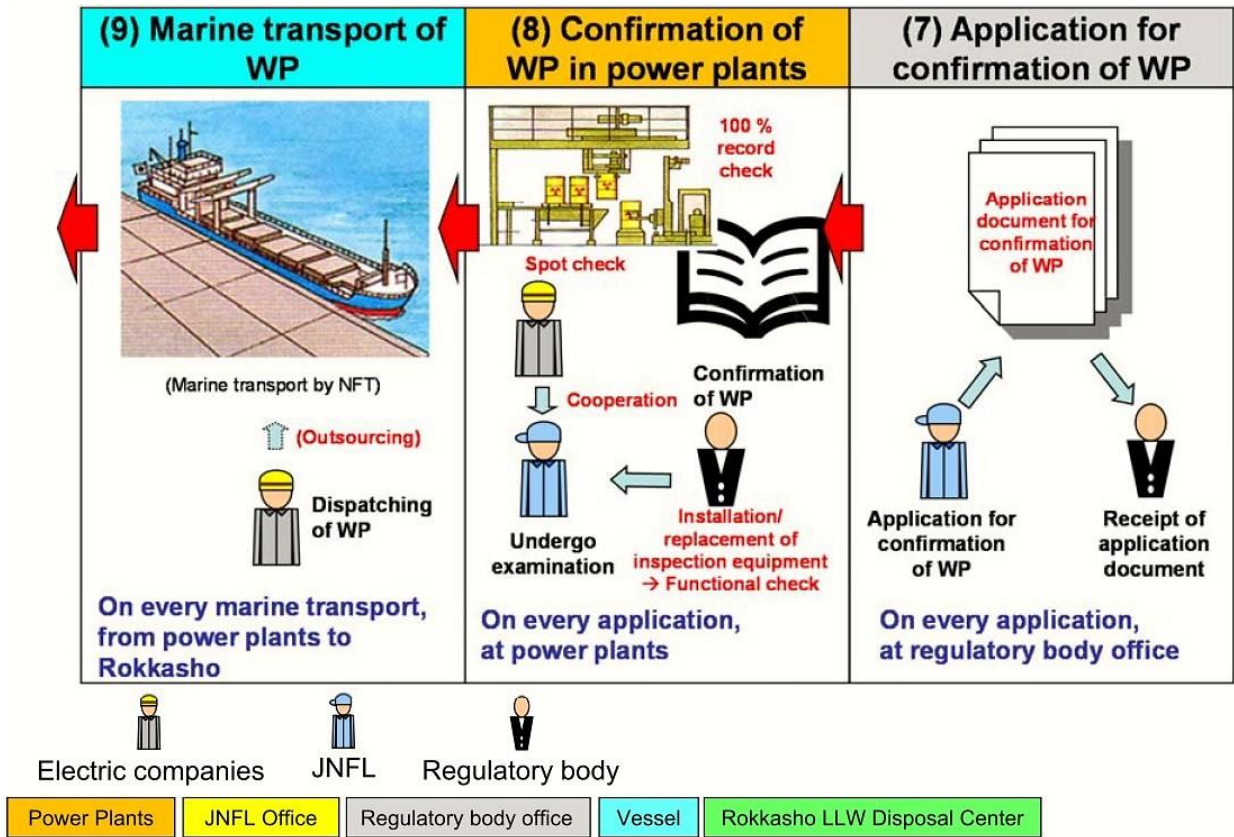 (9) Marine transport of
WP
(Marine transport by NFT)
(Outsourcing)
Dispatching
of WP
On every marine transport,
from power plants to
Rokkasho
(8) Confirmation of
WP in power plants
100 %
record
check
Spot check
Cooperation
Confirmation
of WP
Undergo
examination
Installation/
replacement of
inspection equipment
→ Functional check
On every application,
at power plants
(7) Application for
confirmation of WP
Application
document for
confirmation
of WP
Application for
confirmation
of WP
Receipt of
application
document
On every application,
at regulatory body office
Electric companies
JNFL
Regulatory body
Power Plants
JNFL Office
Regulatory body office
Vessel
Rokkasho LLW Disposal Center